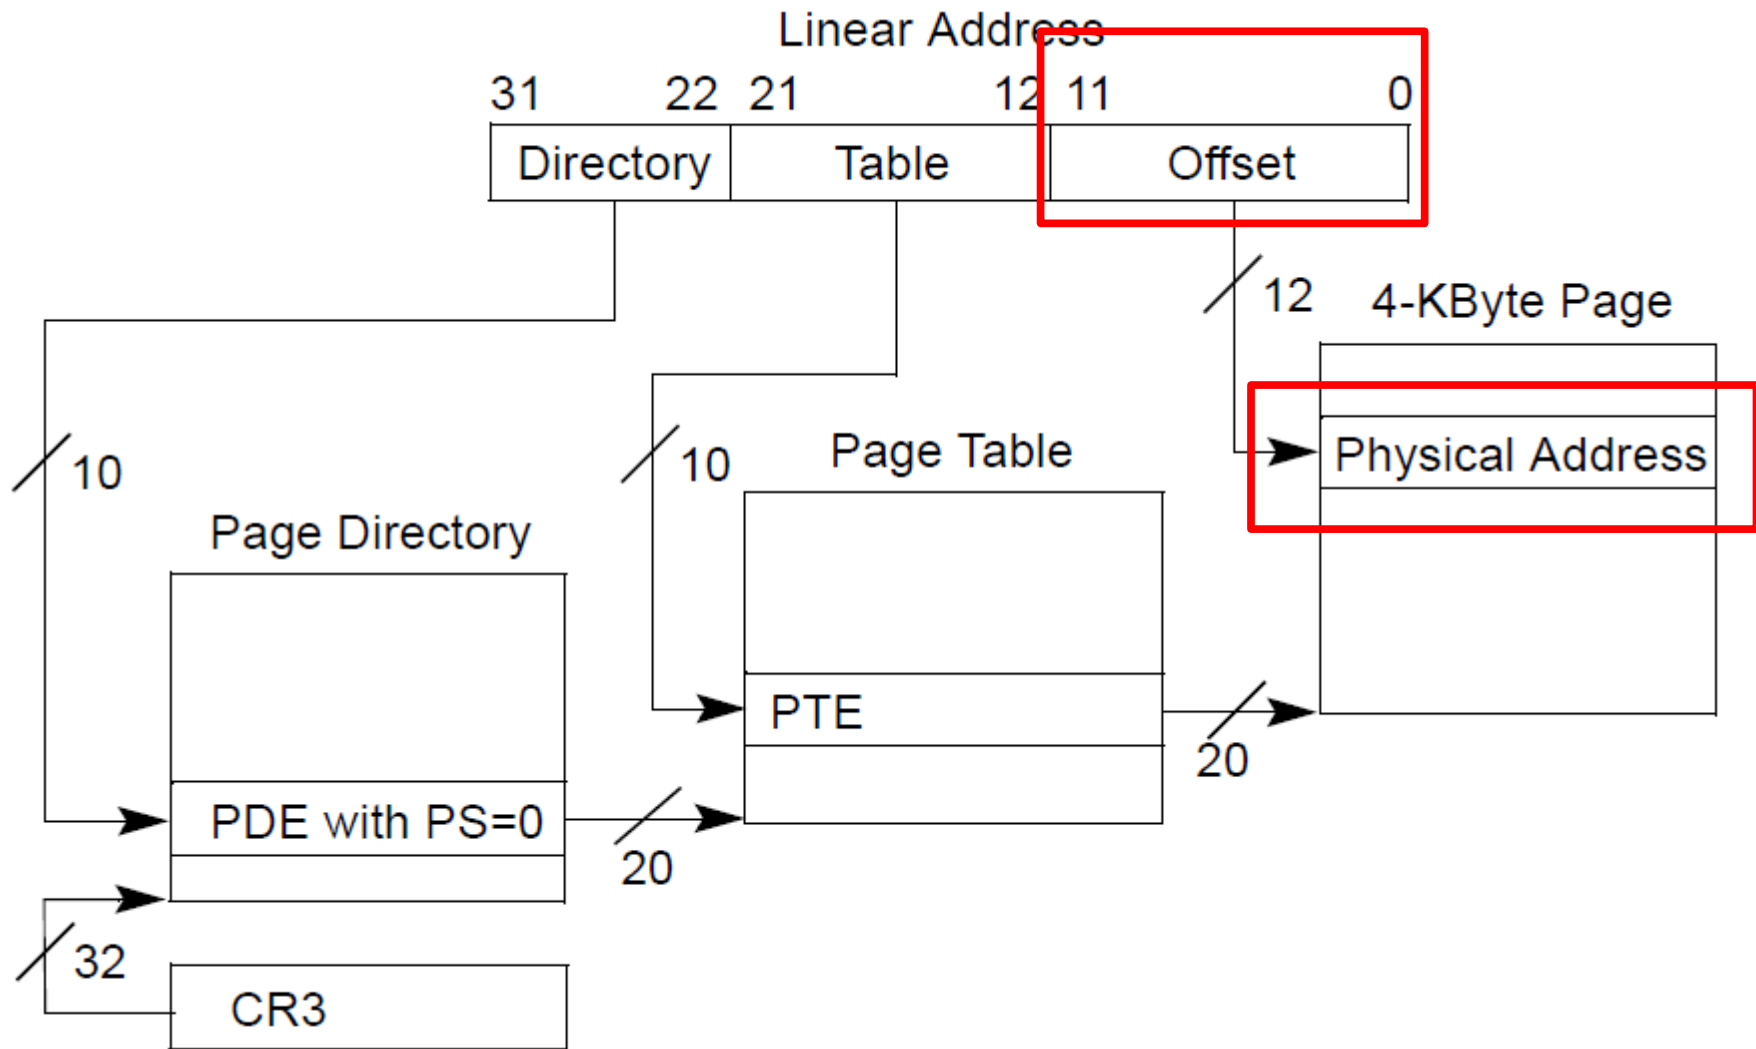 Linear Address
31 22 21 12 11 0
Directory Table Offset
12
4-KByte Page
10
10
Page Table
Physical Address
Page Directory
PTE
20
PDE with PS=0
20
32
CR3